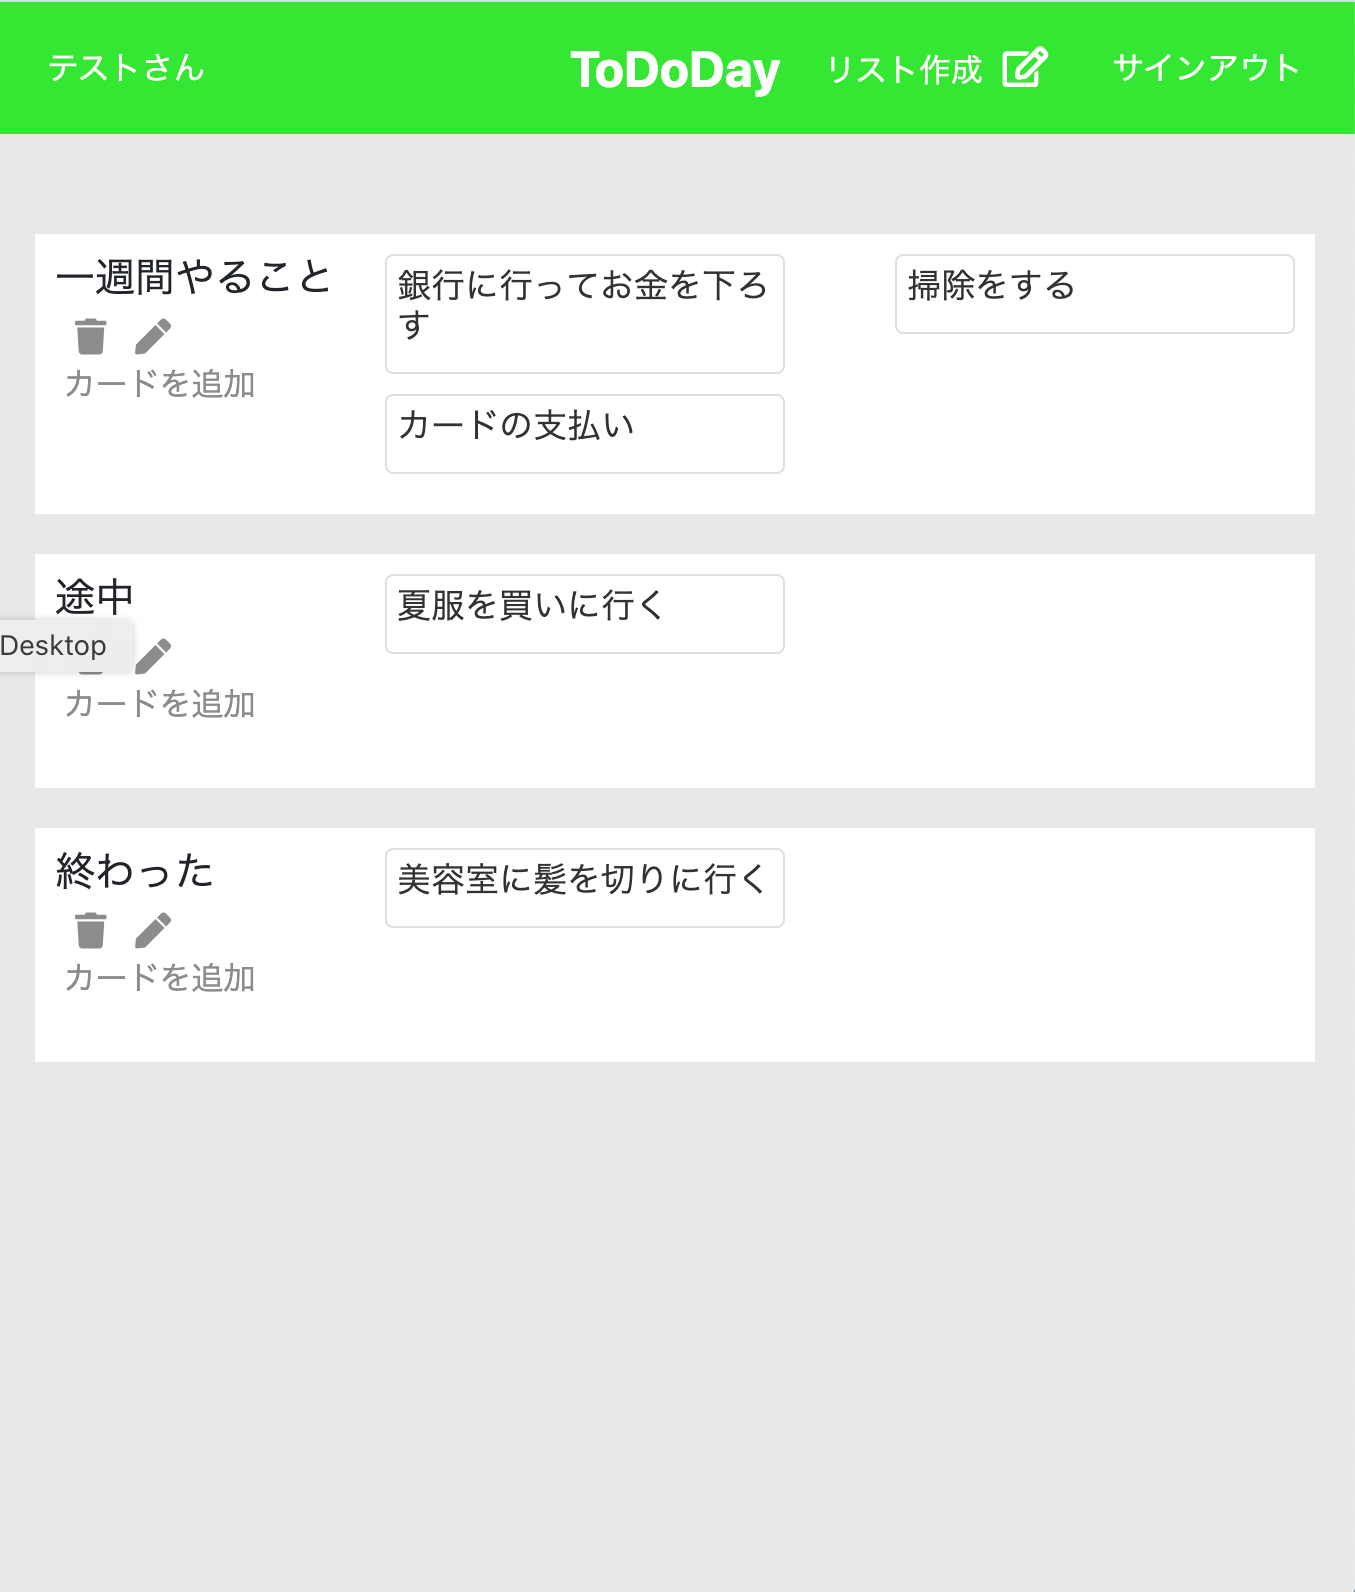 テストさん
ToDoDay
リスト作成
サインアウト
一週間やること
カードを追加
銀行に行ってお金を下ろ
す
掃除をする
カードの支払い
途中
Desktop
カードを追加
夏服を買いに行く
終わった
カードを追加
美容室に髪を切りに行く